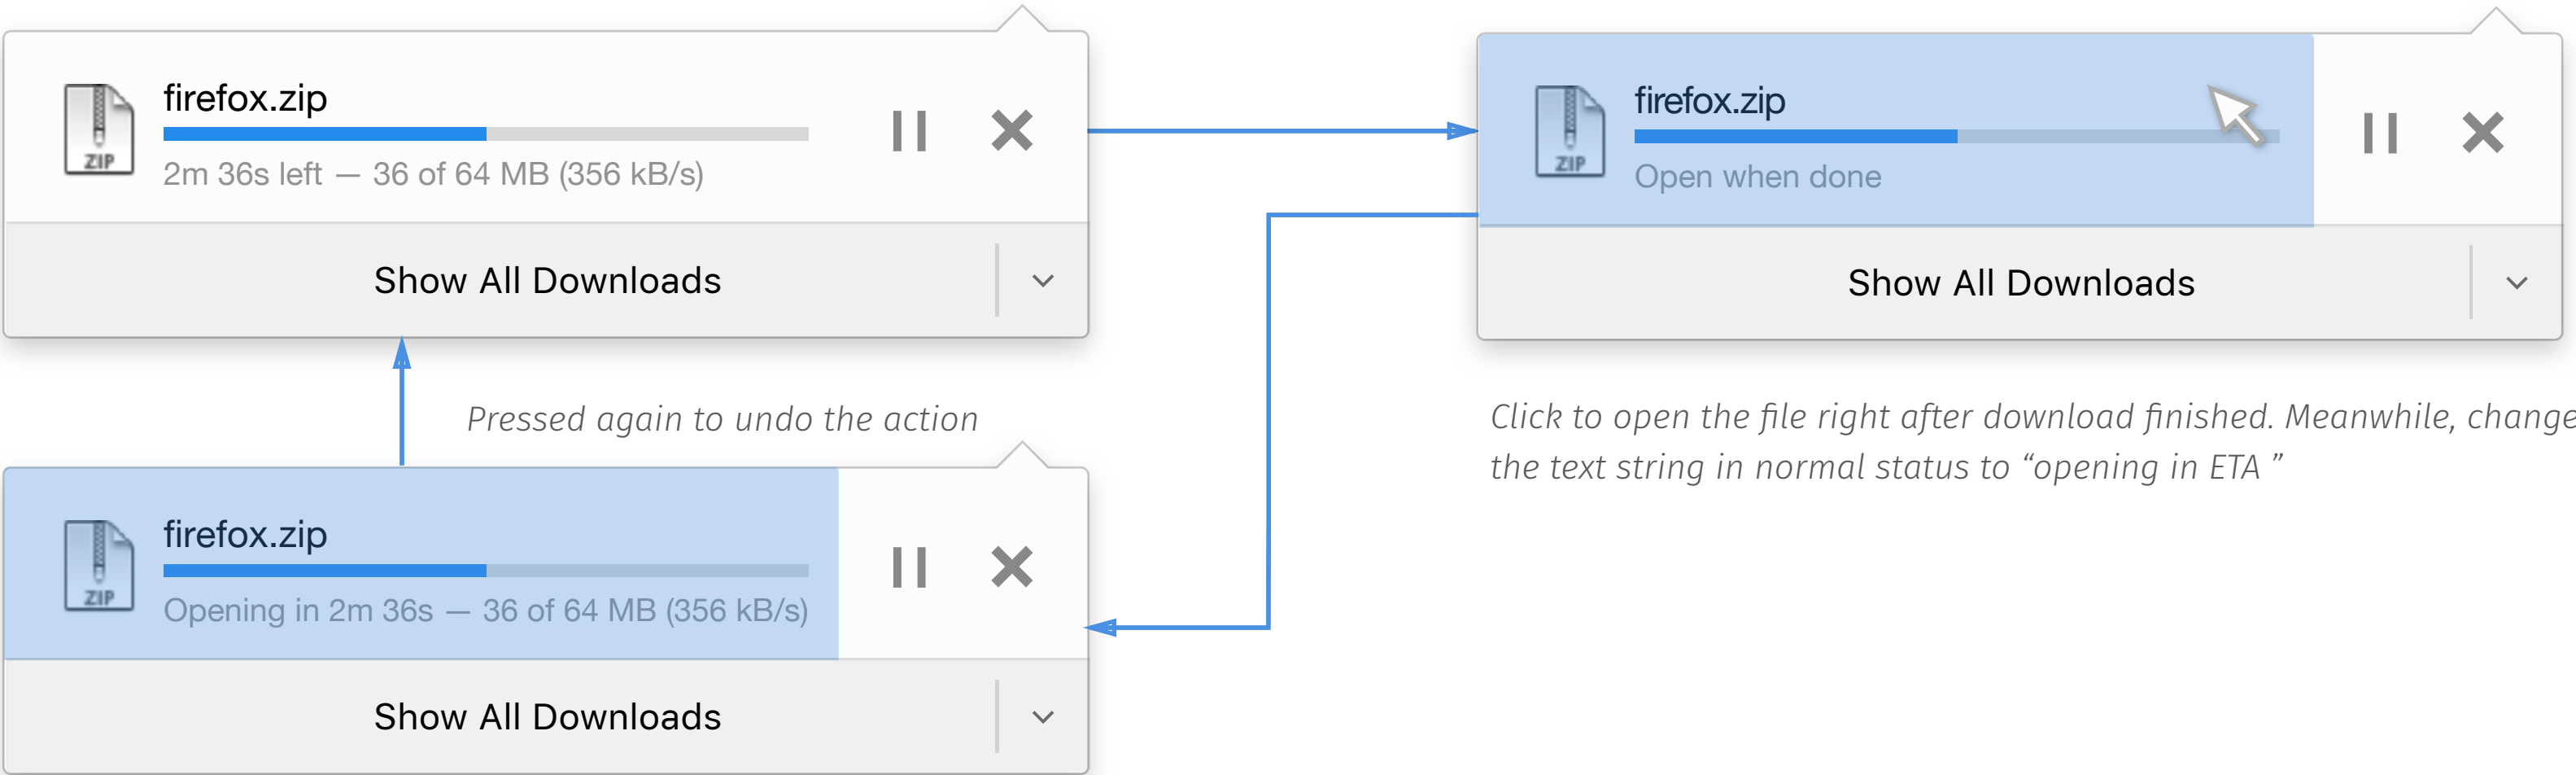 firefox.zip
ZIP
2m 36s left — 36 of 64 MB (356 kB/s)
Show All Downloads
firefox.zip
ZIP
Open when done
Show All Downloads
Click to open the file right after download finished. Meanwhile, change
the text string in normal status to “opening in ETA ”
Pressed again to undo the action
firefox.zip
ZIP
Opening in 2m 36s — 36 of 64 MB (356 kB/s)
Show All Downloads